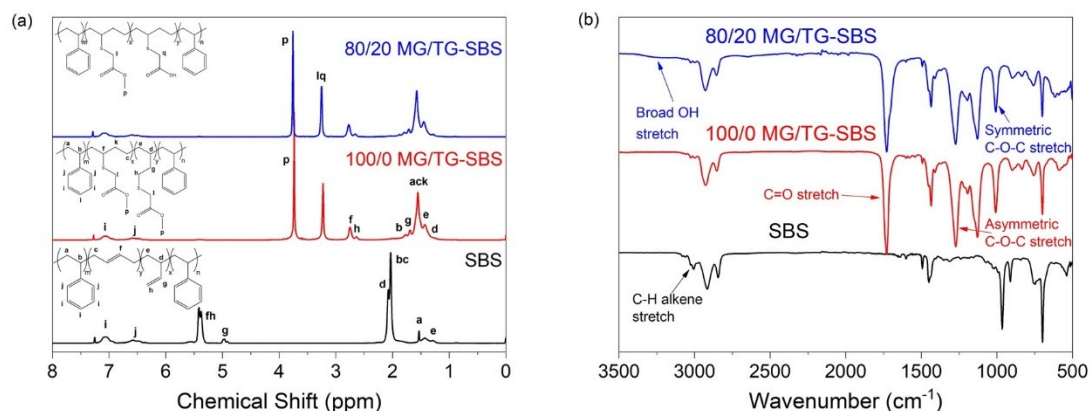 (a)
80/20 MG/TG-SBS
p
lq
100/0 MG/TG-SBS
p
ack
i
j
f
h
b
g
e
d
SBS
bc
d
fh
i
j
g
a
e
8 7 6 5 4 3 2 1 0
Chemical Shift (ppm)
(b)
80/20 MG/TG-SBS
Broad OH
stretch
Symmetric
C-O-C stretch
100/0 MG/TG-SBS
C=O stretch
Asymmetric
C-O-C stretch
SBS
C-H alkene
stretch
3500 3000 2500 2000 1500 1000 500
Wavenumber (cm⁻¹)